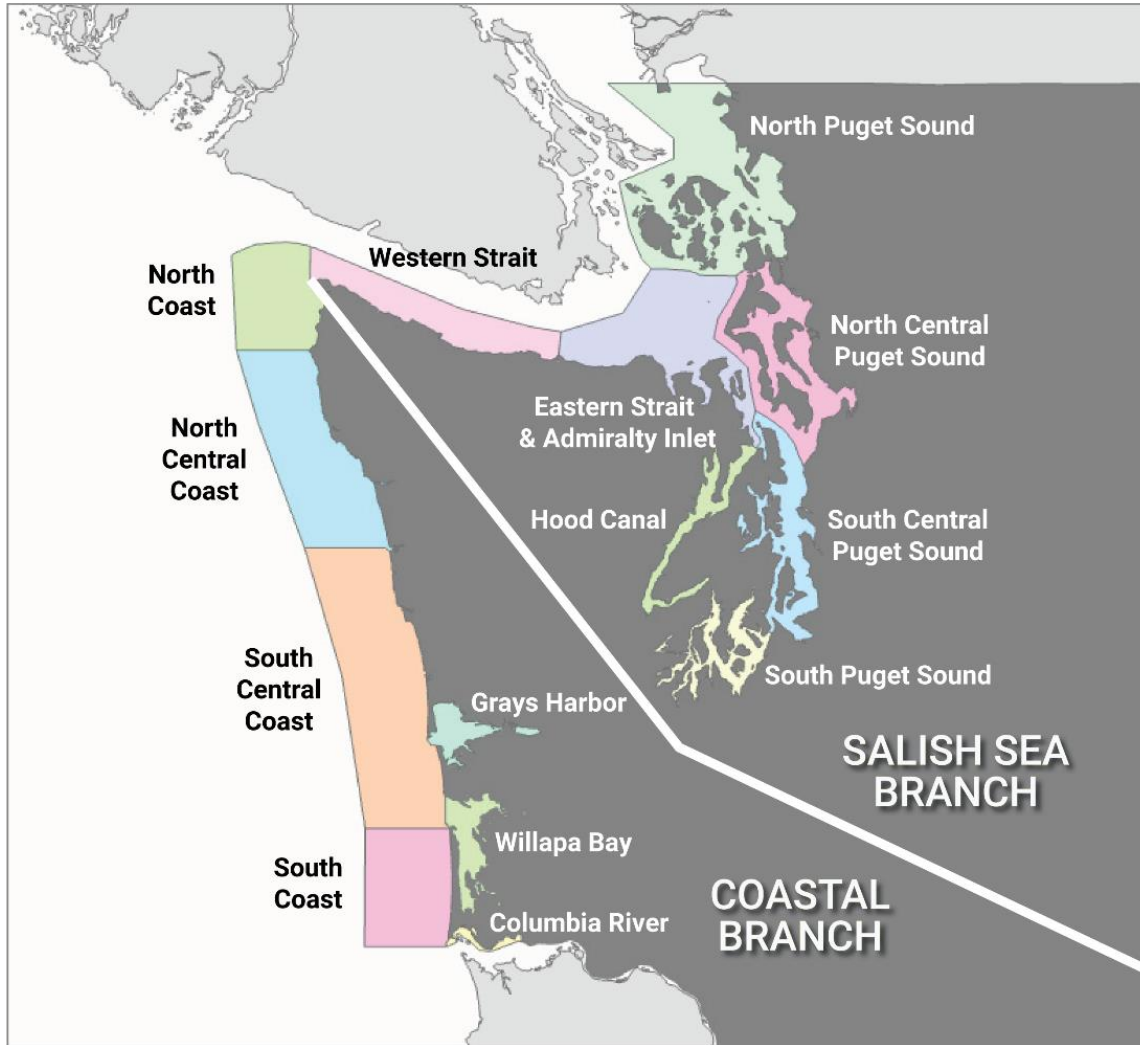 North Puget Sound
Western Strait
North
Coast
North Central
Puget Sound
Eastern Strait
& Admiralty Inlet
North
Central
Coast
Hood Canal
South Central
Puget Sound
South
Central
Coast
South Puget Sound
Grays Harbor
SALISH SEA
BRANCH
Willapa Bay
South
Coast
COASTAL
BRANCH
Columbia River